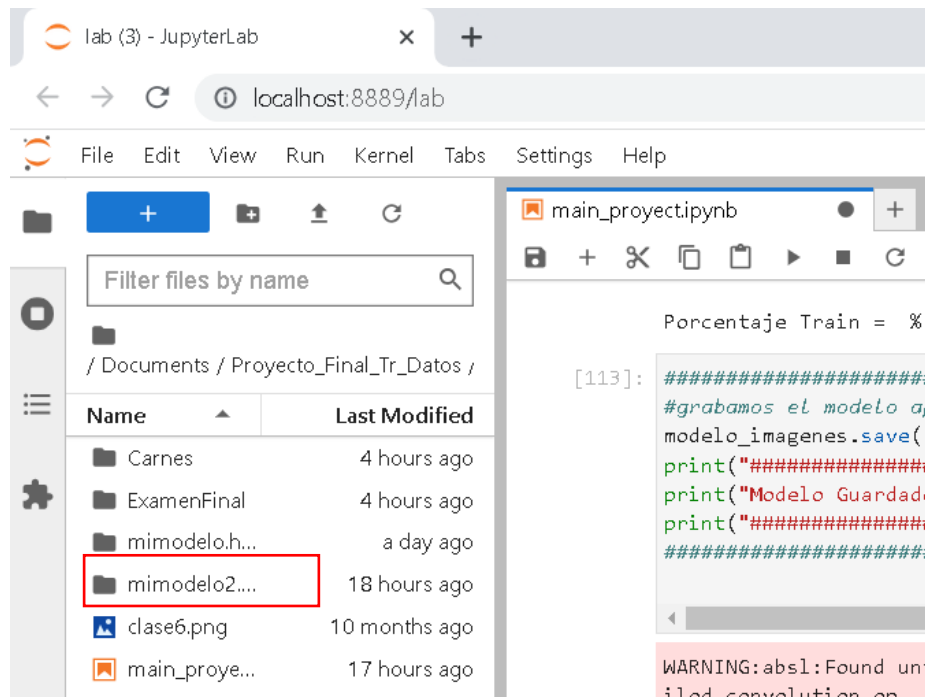 lab (3) - JupyterLab
localhost:8889/lab
File Edit View Run Kernel Tabs Settings Help
Filter files by name
/ Documents / Proyecto_Final_Tr_Datos /
Name Last Modified
Carnes 4 hours ago
ExamenFinal 4 hours ago
mimodelo.h... a day ago
mimodelo2.... 18 hours ago
clase6.png 10 months ago
main_proye... 17 hours ago
main_proyect.ipynb
Porcentaje Train = %
[113]: ######################
#grabamos el modelo a
modelo_imagenes.save(
print("###############
print("Modelo Guardad
print("###############
######################
WARNING:absl:Found un
iled_convolution_op